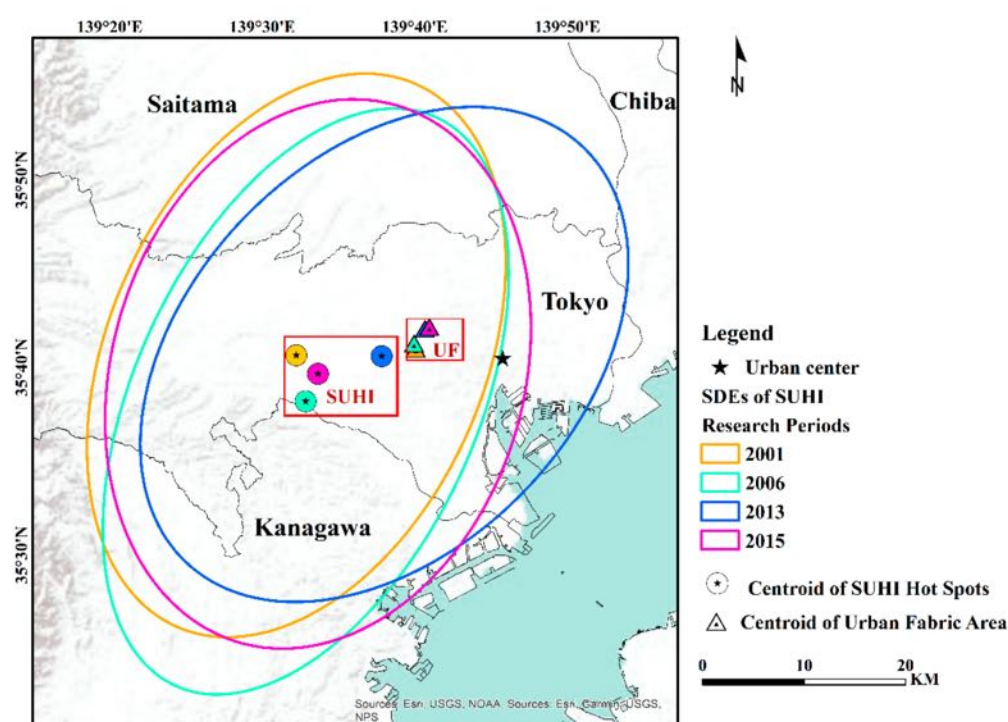 139°20'E 139°30'E 139°40'E 139°50'E
N
Saitama
Chiba
35°50'N
Tokyo
UF
35°40'N
SUHI
Kanagawa
35°30'N
Sources: Esri, USGS, NOAA Sources: Esri, Garmin, USGS,
NPS
Legend
Urban center
SDEs of SUHI
Research Periods
2001
2006
2013
2015
Centroid of SUHI Hot Spots
Centroid of Urban Fabric Area
0 10 20
KM